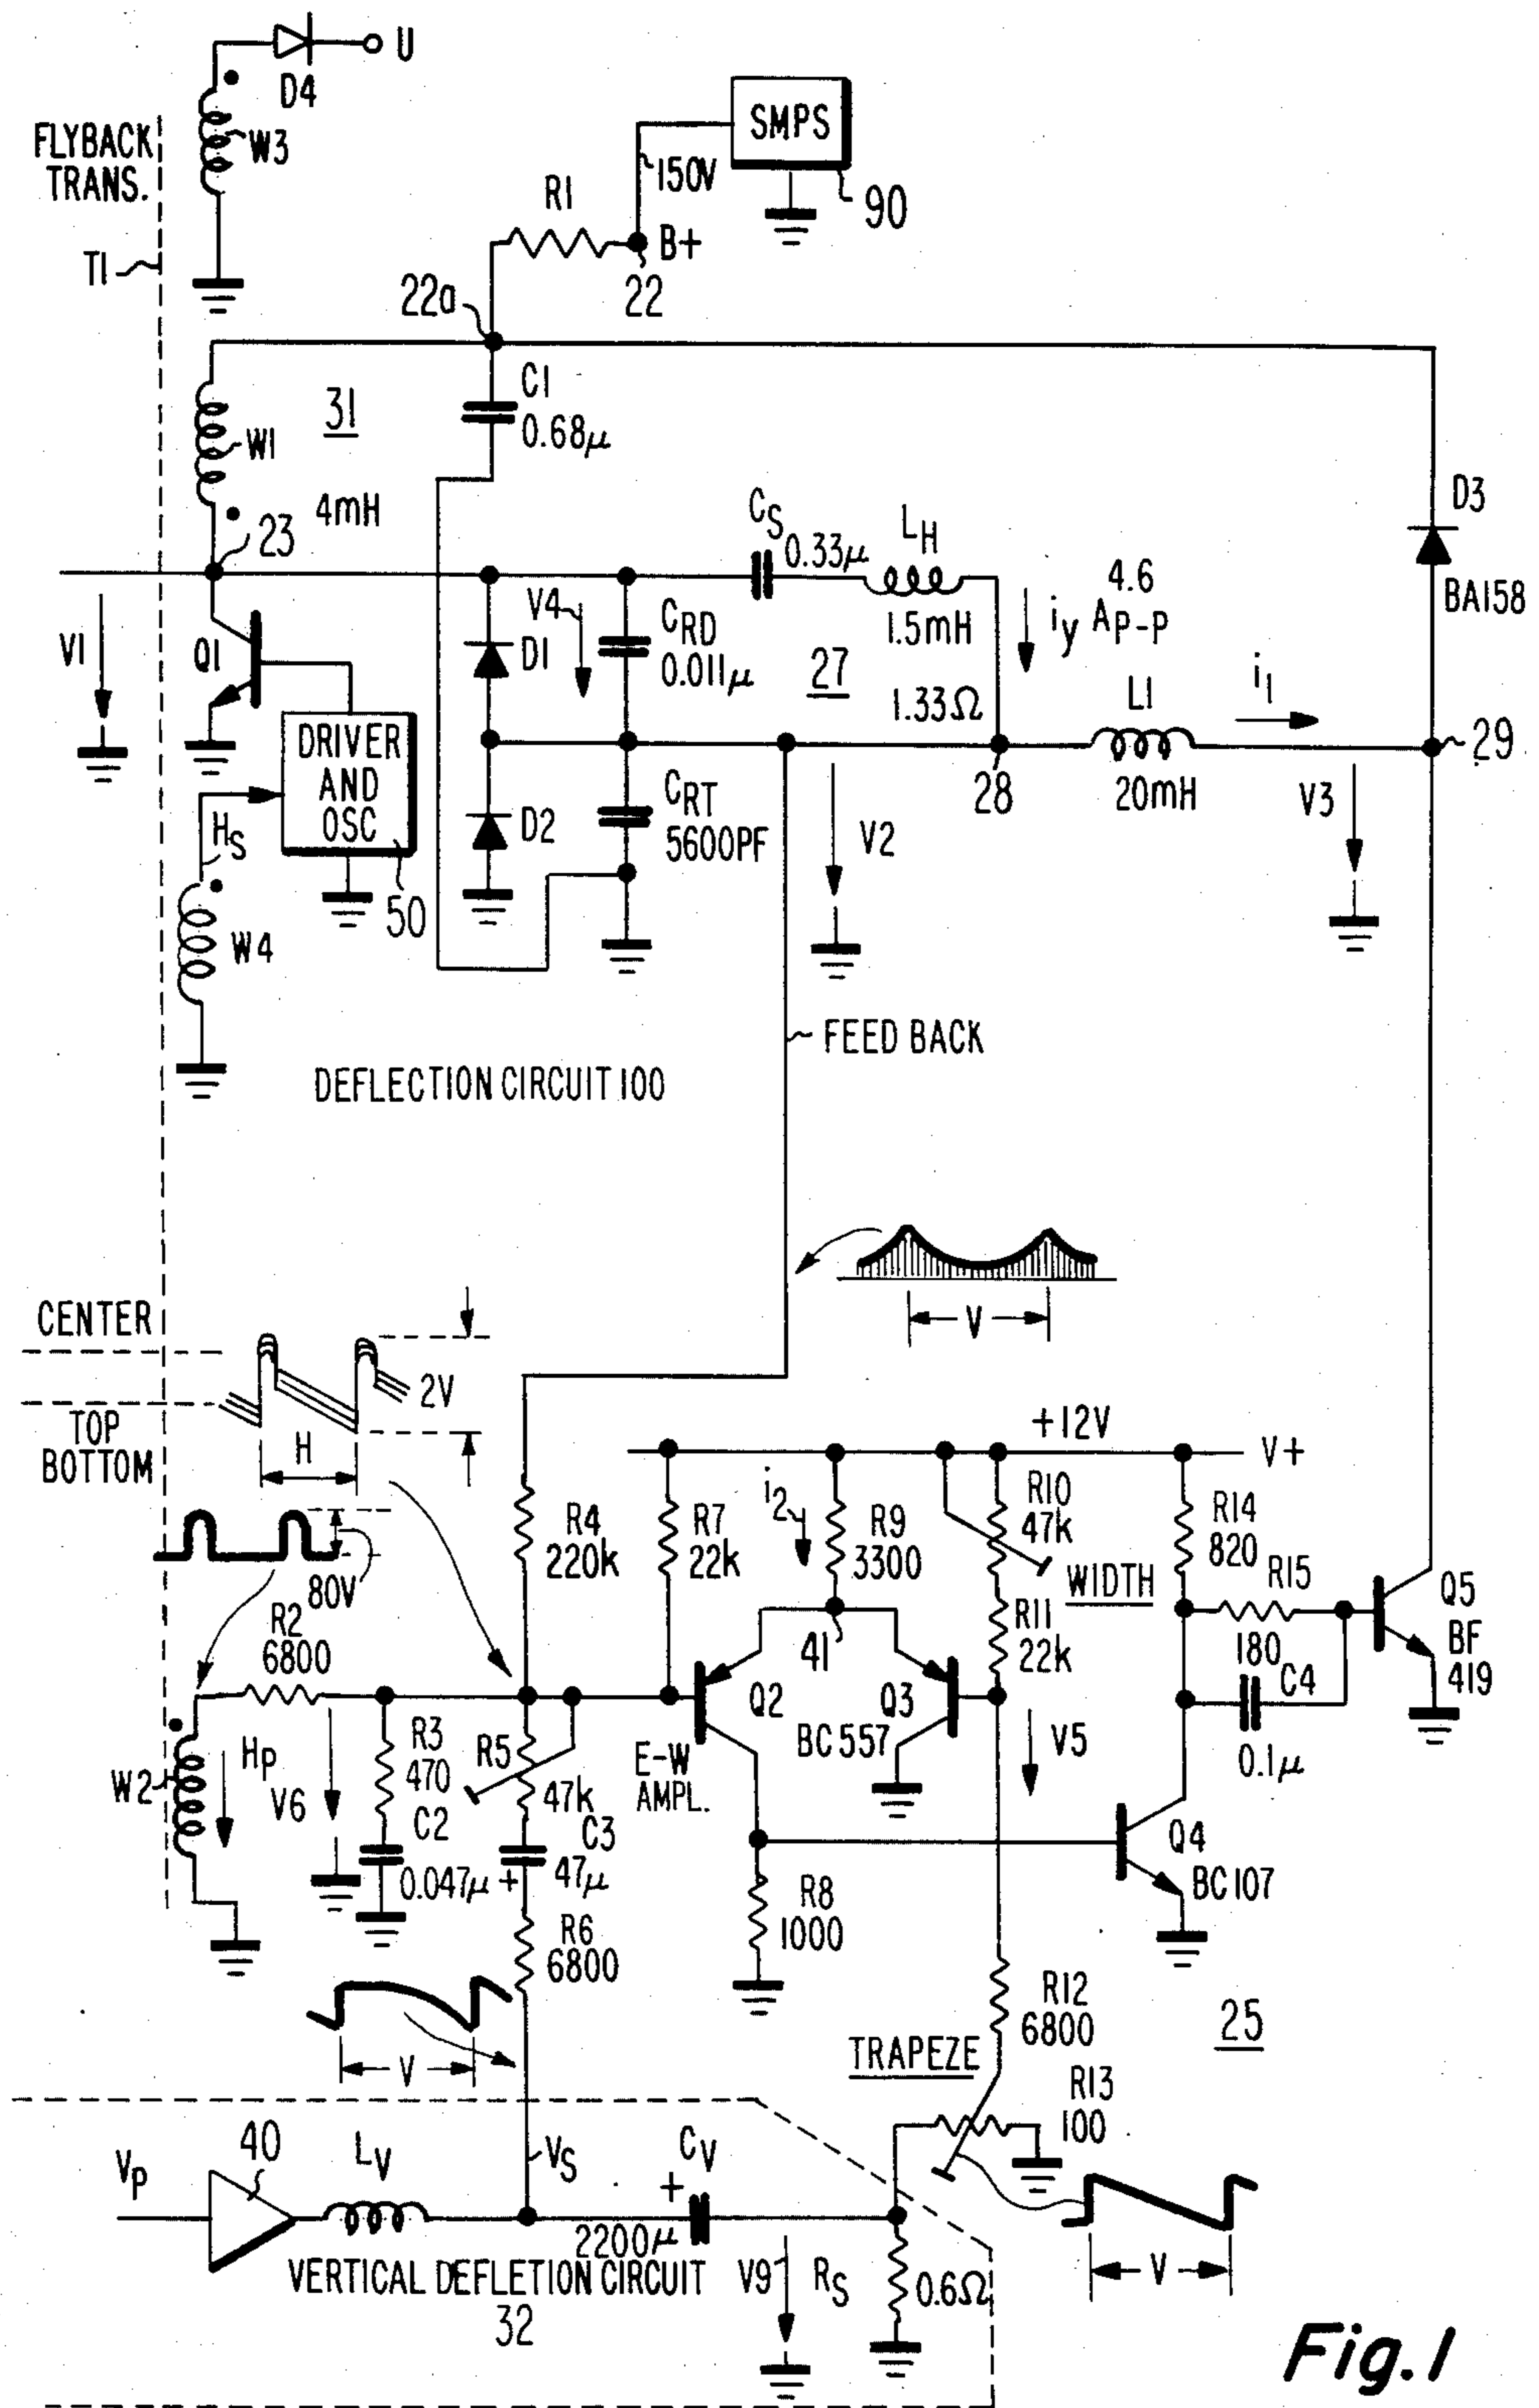 U
D4
FLYBACK
TRANS.
W3
T1
SMPS
90
150V
R1
B+
22
22a
C1
0.68µ
31
W1
4mH
23
D3
BA158
CS
0.33µ
LH
1.5mH
iy
4.6
AP-P
V1
Q1
V4
D1
CRD
0.011µ
27
1.33Ω
L1
20mH
i1
29
28
DRIVER
AND
OSC
50
HS
W4
D2
CRT
5600PF
V2
V3
FEED BACK
DEFLECTION CIRCUIT 100
V
CENTER
TOP
BOTTOM
H
2V
80V
+12V
V+
R4
220k
R7
22k
i2
R9
3300
R10
47k
WIDTH
R11
22k
R14
820
R15
180
C4
0.1µ
Q5
BF
419
R2
6800
41
Q2
Q3
BC557
V5
W2
HP
V6
R3
470
C2
0.047µ
R5
47k
C3
+
47µ
E-W
AMPL.
Q4
BC107
R8
1000
R6
6800
V
R12
6800
25
TRAPEZE
R13
100
VP
40
LV
VS
CV
+
2200µ
V9
RS
0.6Ω
V
VERTICAL DEFLETION CIRCUIT
32
Fig.1